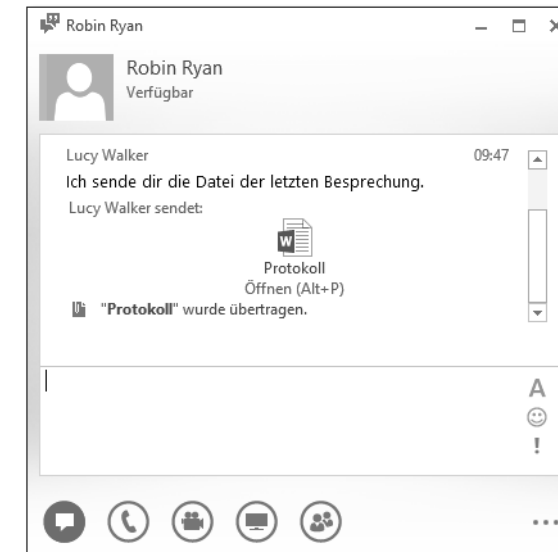 Robin Ryan
Robin Ryan
Verfügbar
Lucy Walker 09:47
Ich sende dir die Datei der letzten Besprechung.
Lucy Walker sendet:
W
Protokoll
Öffnen (Alt+P)
"Protokoll" wurde übertragen.
A
!